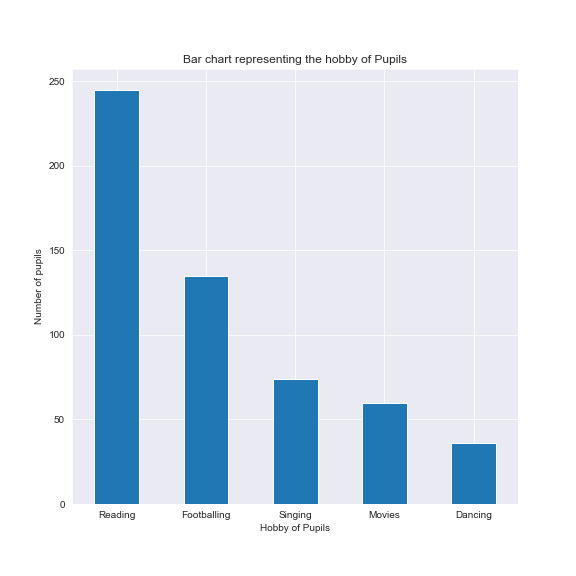 Bar chart representing the hobby of Pupils
250
200
150
100
50
0
Number of pupils
Reading Footballing Singing Movies Dancing
Hobby of Pupils